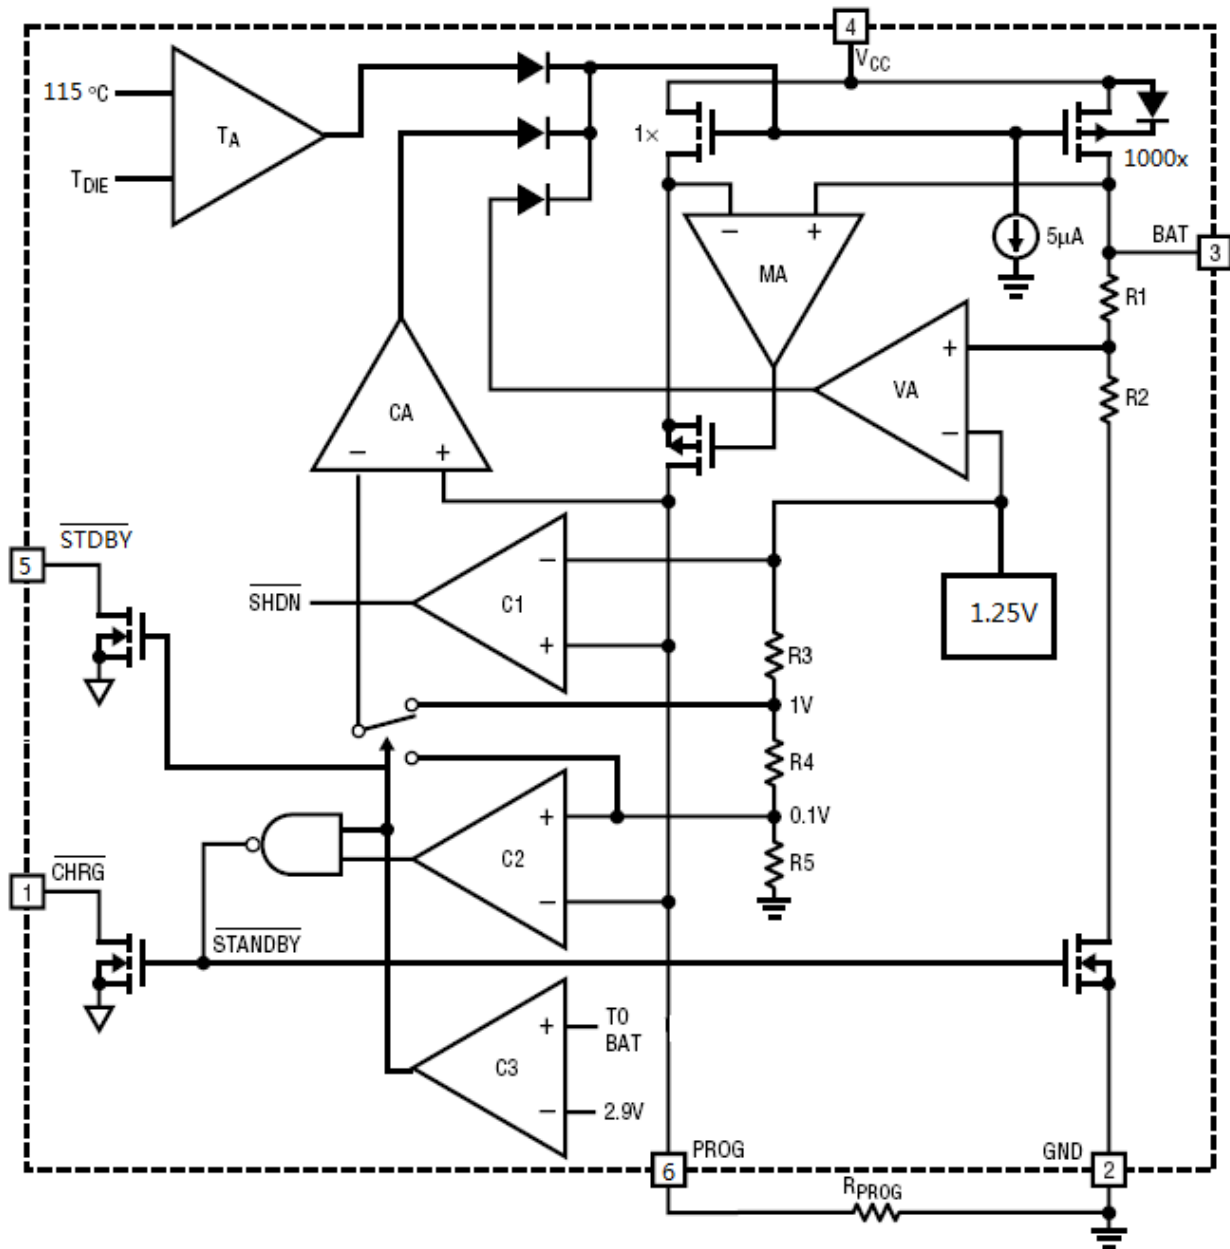 4
VCC
115 °C
TA
TDIE
1×
1000x
− +
MA
5μA
BAT
3
R1
+
VA
−
R2
CA
− +
STDBY
5
SHDN
−
C1
+
1.25V
R3
1V
R4
+
C2
−
0.1V
R5
CHRG
1
STANDBY
+
C3
−
TO
BAT
2.9V
PROG
6
GND
2
RPROG